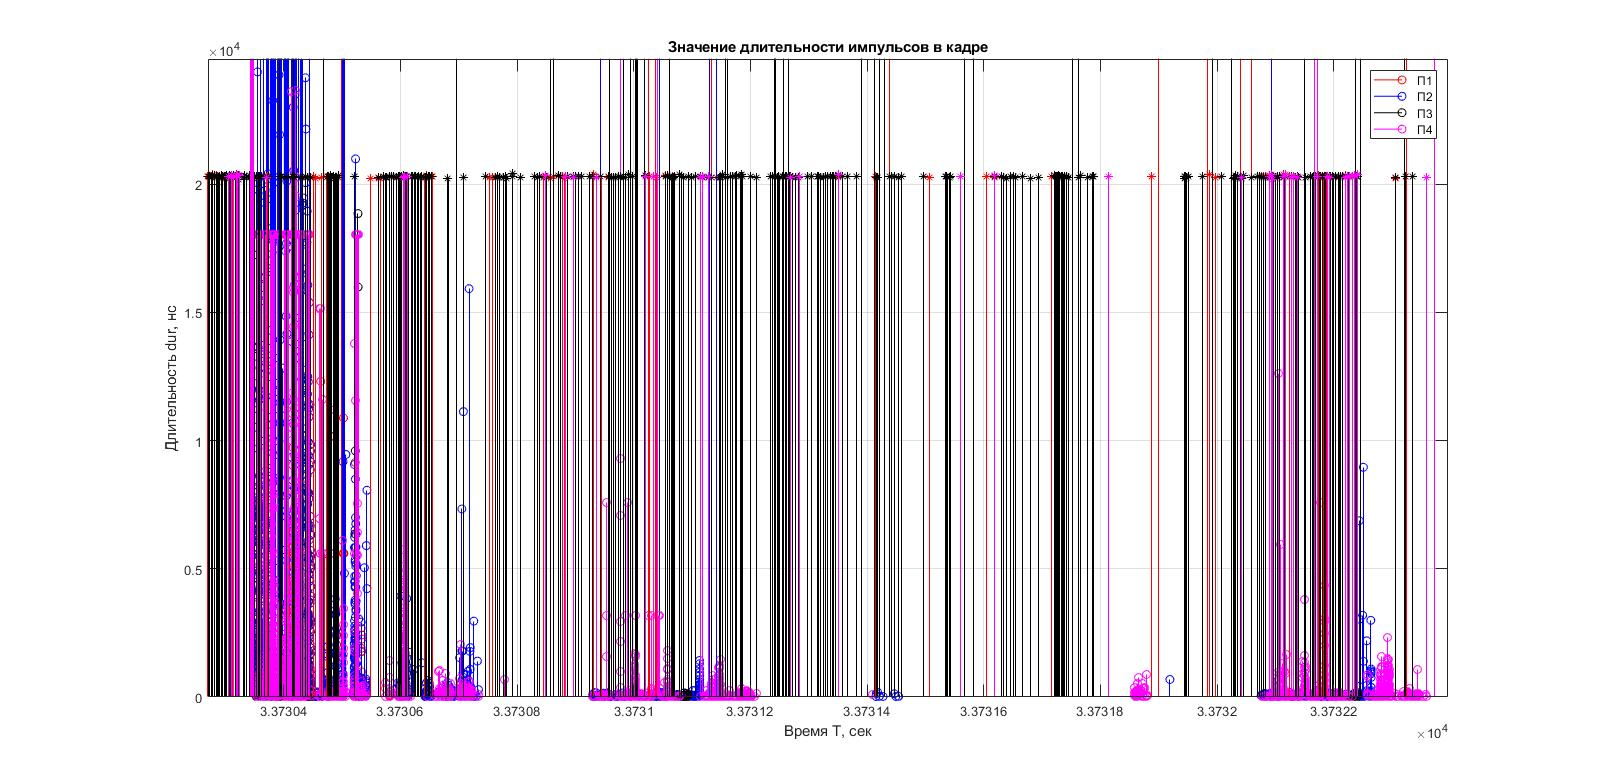 Значение длительности импульсов в кадре
×10⁴
П1
П2
П3
П4
2
1.5
1
0.5
0
Длительность dur, нс
3.37304
3.37306
3.37308
3.3731
3.37312
3.37314
3.37316
3.37318
3.3732
3.37322
Время T, сек
×10⁴